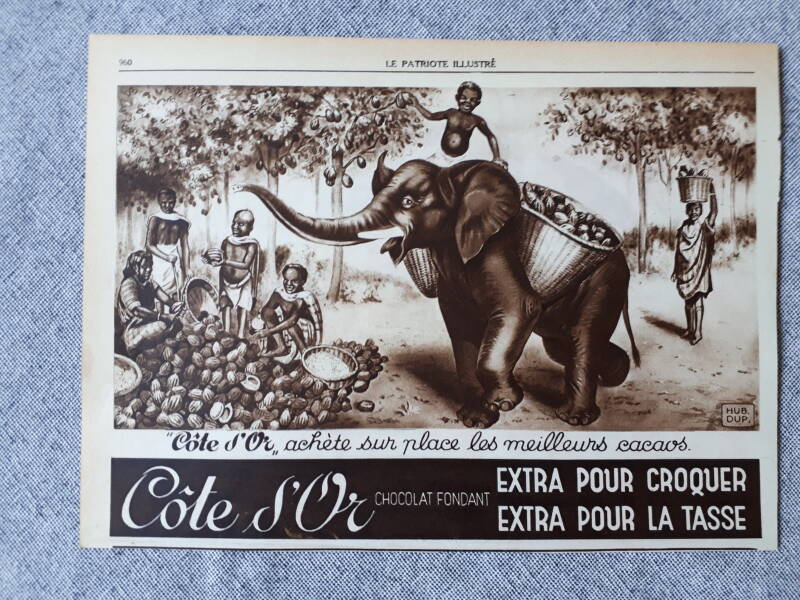 960
LE PATRIOTE ILLUSTRÉ
HUB.
DUP.
"Côte d'Or„ achète sur place les meilleurs cacaos.
Côte d'Or CHOCOLAT FONDANT
EXTRA POUR CROQUER
EXTRA POUR LA TASSE